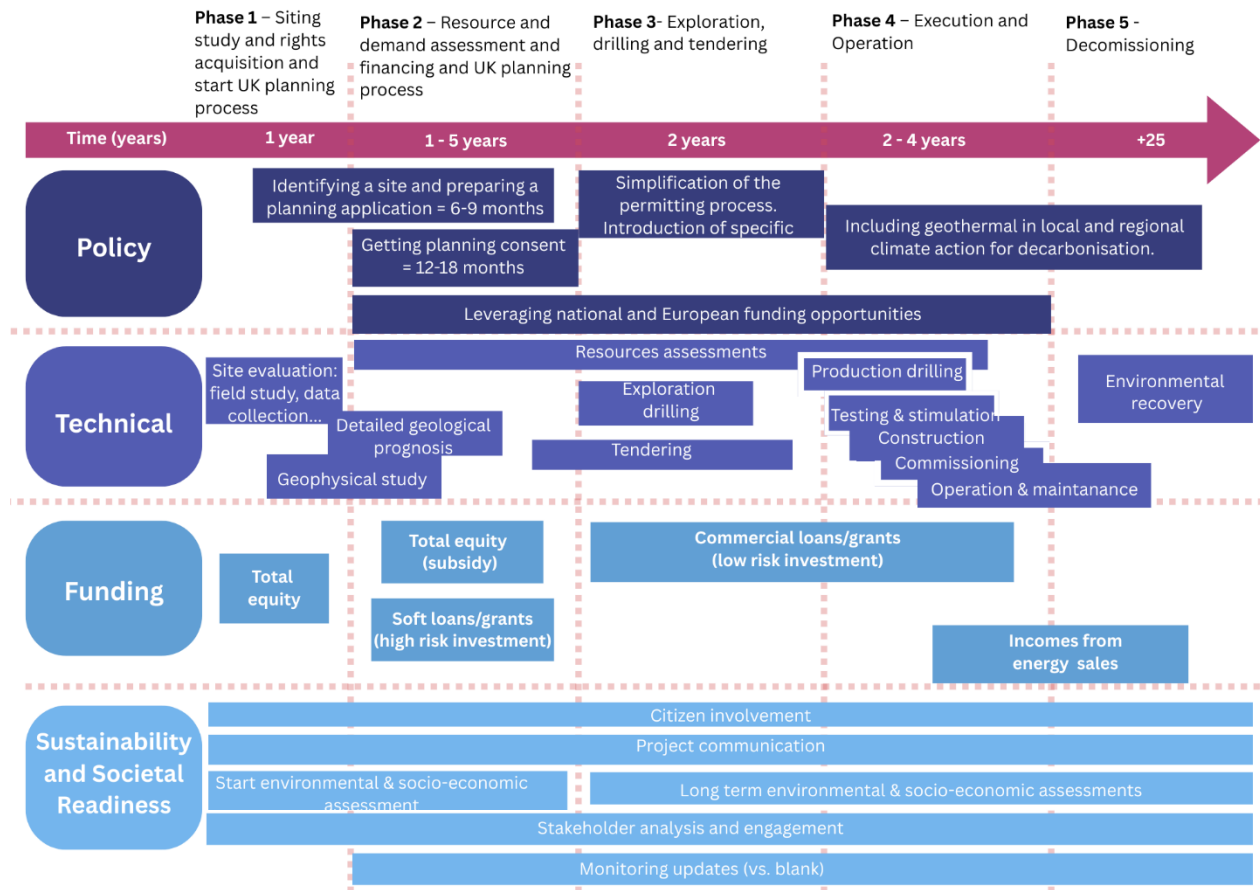 Phase 1 – Siting
study and rights
acquisition and
start UK planning
process
Phase 2 – Resource and
demand assessment and
financing and UK planning
process
Phase 3- Exploration,
drilling and tendering
Phase 4 – Execution and
Operation
Phase 5 -
Decomissioning
Time (years)
1 year
1 - 5 years
2 years
2 - 4 years
+25
Policy
Identifying a site and preparing a
planning application = 6-9 months
Getting planning consent
= 12-18 months
Simplification of the
permitting process.
Introduction of specific
Including geothermal in local and regional
climate action for decarbonisation.
Leveraging national and European funding opportunities
Technical
Site evaluation:
field study, data
collection...
Resources assessments
Detailed geological
prognosis
Geophysical study
Exploration
drilling
Tendering
Production drilling
Testing & stimulation
Construction
Commissioning
Operation & maintanance
Environmental
recovery
Funding
Total
equity
Total equity
(subsidy)
Soft loans/grants
(high risk investment)
Commercial loans/grants
(low risk investment)
Incomes from
energy sales
Sustainability
and Societal
Readiness
Citizen involvement
Project communication
Start environmental & socio-economic
assessment
Long term environmental & socio-economic assessments
Stakeholder analysis and engagement
Monitoring updates (vs. blank)